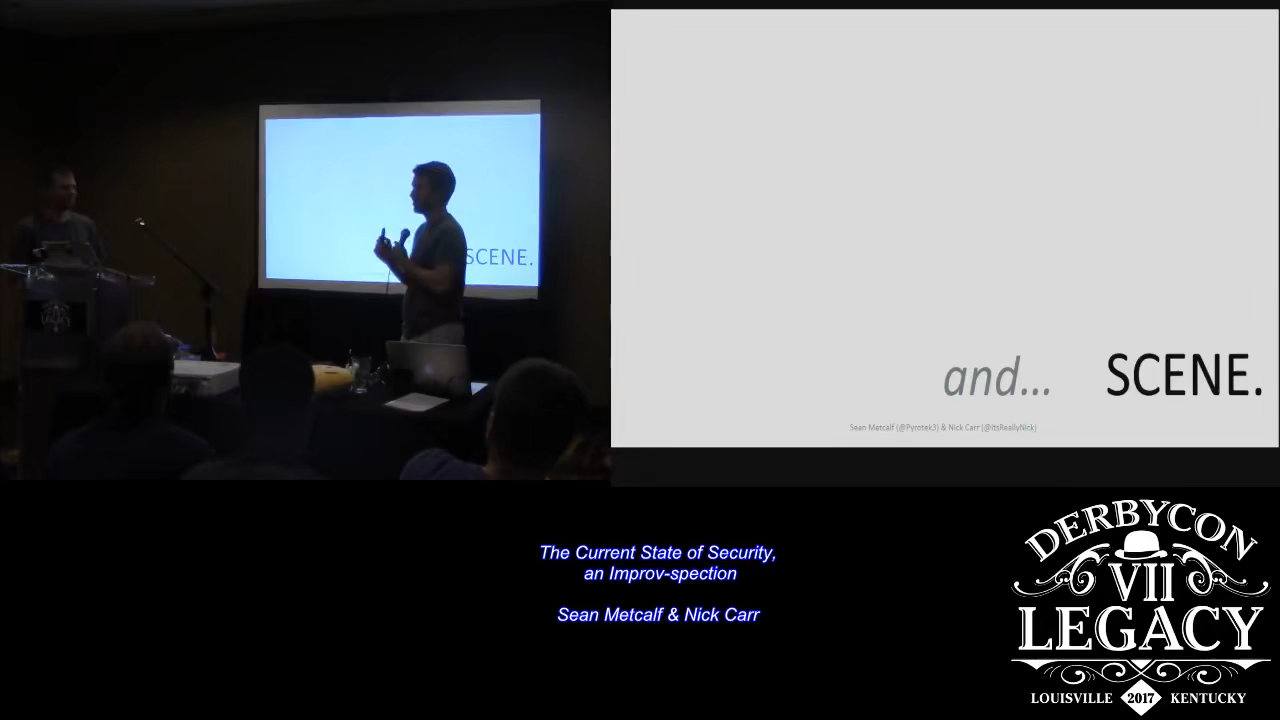 SCENE.
and... SCENE.
Sean Metcalf (@Pyrotek3) & Nick Carr (@ItsReallyNick)
The Current State of Security,
an Improv-spection
Sean Metcalf & Nick Carr
DERBYCON
VII
LEGACY
LOUISVILLE 2017 KENTUCKY